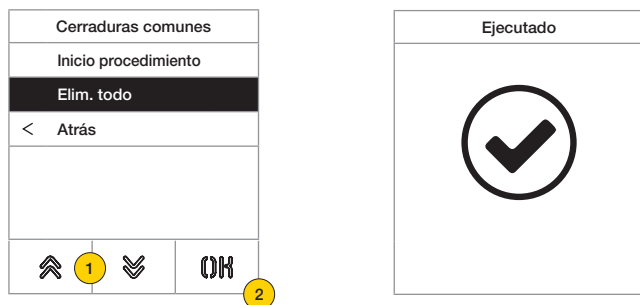 Cerraduras comunes
Inicio procedimiento
Elim. todo
< Atrás
1 OK
2
Ejecutado